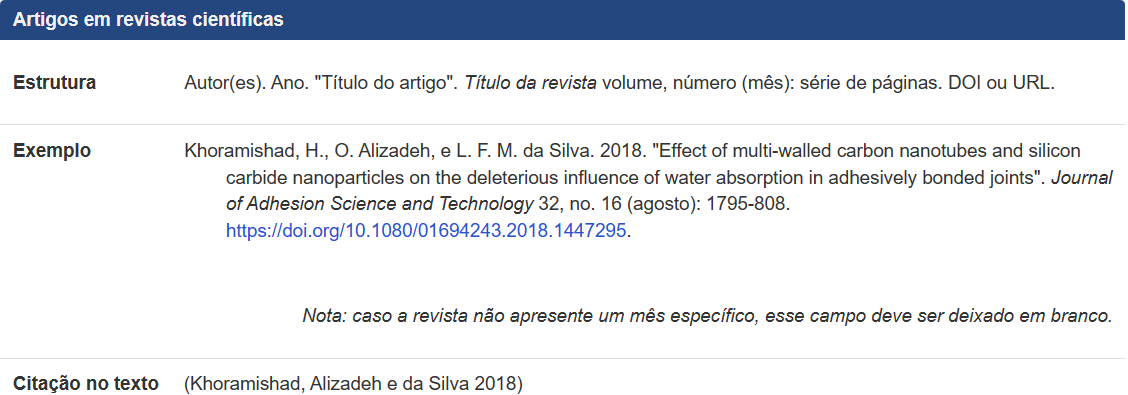 Artigos em revistas científicas
Estrutura Autor(es). Ano. "Título do artigo". Título da revista volume, número (mês): série de páginas. DOI ou URL.
Exemplo Khoramishad, H., O. Alizadeh, e L. F. M. da Silva. 2018. "Effect of multi-walled carbon nanotubes and silicon
carbide nanoparticles on the deleterious influence of water absorption in adhesively bonded joints". Journal
of Adhesion Science and Technology 32, no. 16 (agosto): 1795-808.
https://doi.org/10.1080/01694243.2018.1447295.
Nota: caso a revista não apresente um mês específico, esse campo deve ser deixado em branco.
Citação no texto (Khoramishad, Alizadeh e da Silva 2018)